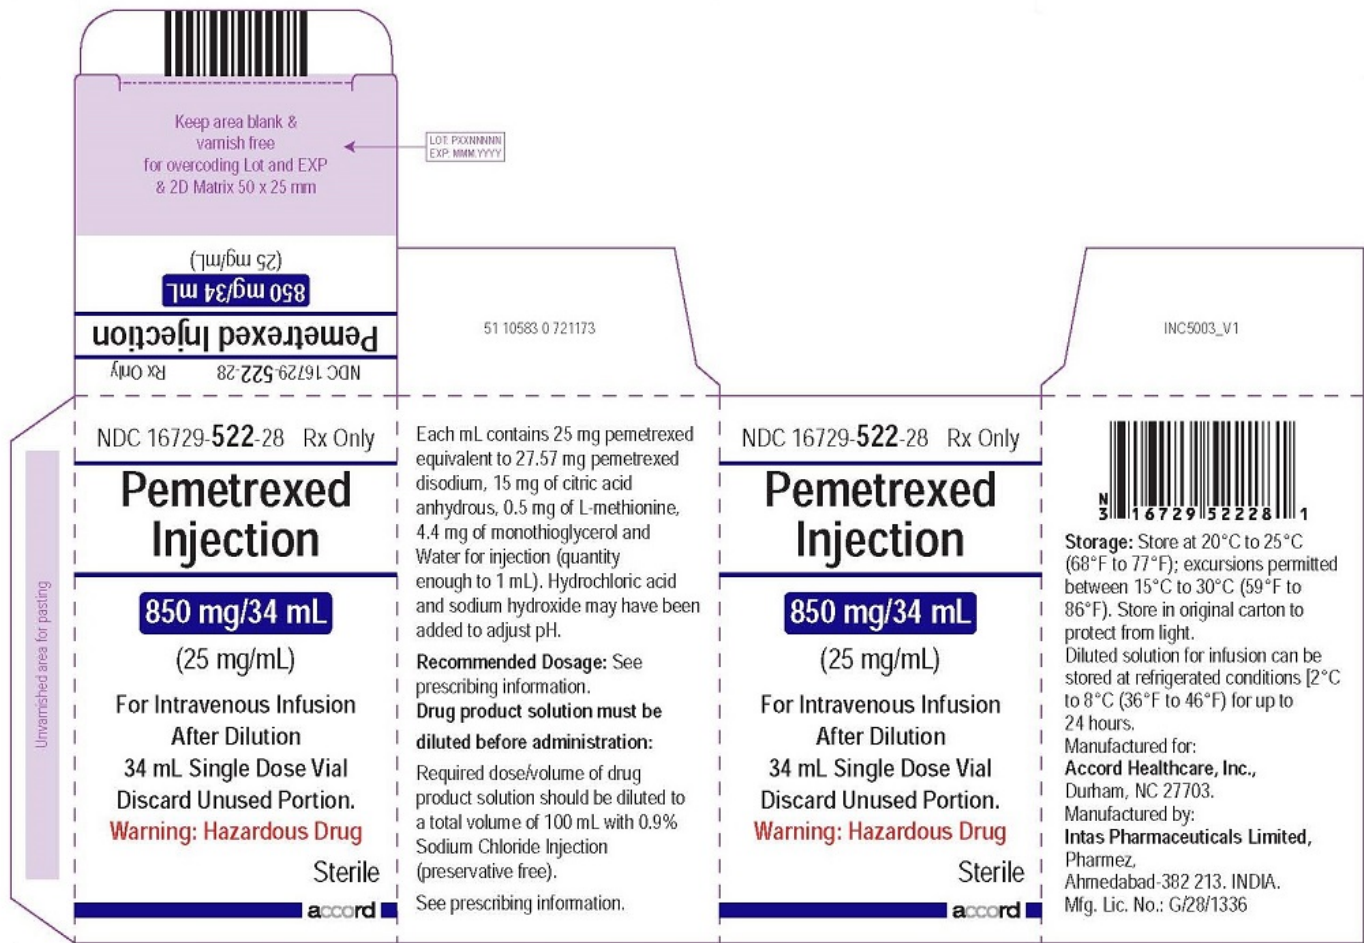 Keep area blank &
varnish free
for overcoding Lot and EXP
& 2D Matrix 50 x 25 mm
LOT: PXXNNNNN
EXP: MMM.YYYY
(25 mg/mL)
850 mg/34 mL
Pemetrexed Injection
NDC 16729-522-28 Rx Only
51 10583 0 721173
INC5003_V1
Unvarnished area for pasting
NDC 16729-522-28 Rx Only
Pemetrexed
Injection
850 mg/34 mL
(25 mg/mL)
For Intravenous Infusion
After Dilution
34 mL Single Dose Vial
Discard Unused Portion.
Warning: Hazardous Drug
Sterile
accord
Each mL contains 25 mg pemetrexed
equivalent to 27.57 mg pemetrexed
disodium, 15 mg of citric acid
anhydrous, 0.5 mg of L-methionine,
4.4 mg of monothioglycerol and
Water for injection (quantity
enough to 1 mL). Hydrochloric acid
and sodium hydroxide may have been
added to adjust pH.
Recommended Dosage: See
prescribing information.
Drug product solution must be
diluted before administration:
Required dose/volume of drug
product solution should be diluted to
a total volume of 100 mL with 0.9%
Sodium Chloride Injection
(preservative free).
See prescribing information.
NDC 16729-522-28 Rx Only
Pemetrexed
Injection
850 mg/34 mL
(25 mg/mL)
For Intravenous Infusion
After Dilution
34 mL Single Dose Vial
Discard Unused Portion.
Warning: Hazardous Drug
Sterile
accord
N
3 16729 52228 1
Storage: Store at 20°C to 25°C
(68°F to 77°F); excursions permitted
between 15°C to 30°C (59°F to
86°F). Store in original carton to
protect from light.
Diluted solution for infusion can be
stored at refrigerated conditions [2°C
to 8°C (36°F to 46°F) for up to
24 hours.
Manufactured for:
Accord Healthcare, Inc.,
Durham, NC 27703.
Manufactured by:
Intas Pharmaceuticals Limited,
Pharmez,
Ahmedabad-382 213. INDIA.
Mfg. Lic. No.: G/28/1336